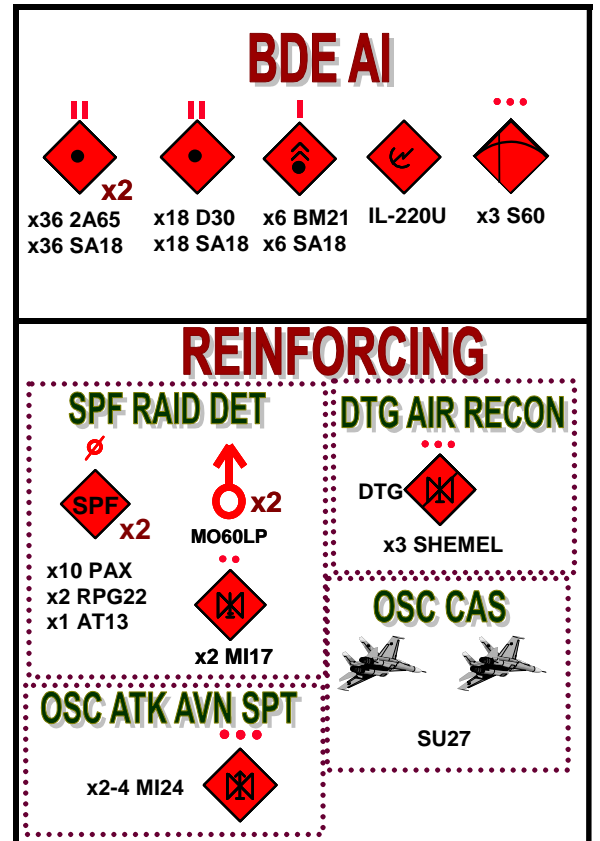 BDE AI
x2
x36 2A65
x36 SA18
x18 D30
x18 SA18
x6 BM21
x6 SA18
IL-220U
x3 S60
REINFORCING
SPF RAID DET
SPF
x2
x10 PAX
x2 RPG22
x1 AT13
x2
MO60LP
x2 MI17
DTG AIR RECON
DTG
x3 SHEMEL
OSC CAS
SU27
OSC ATK AVN SPT
x2-4 MI24